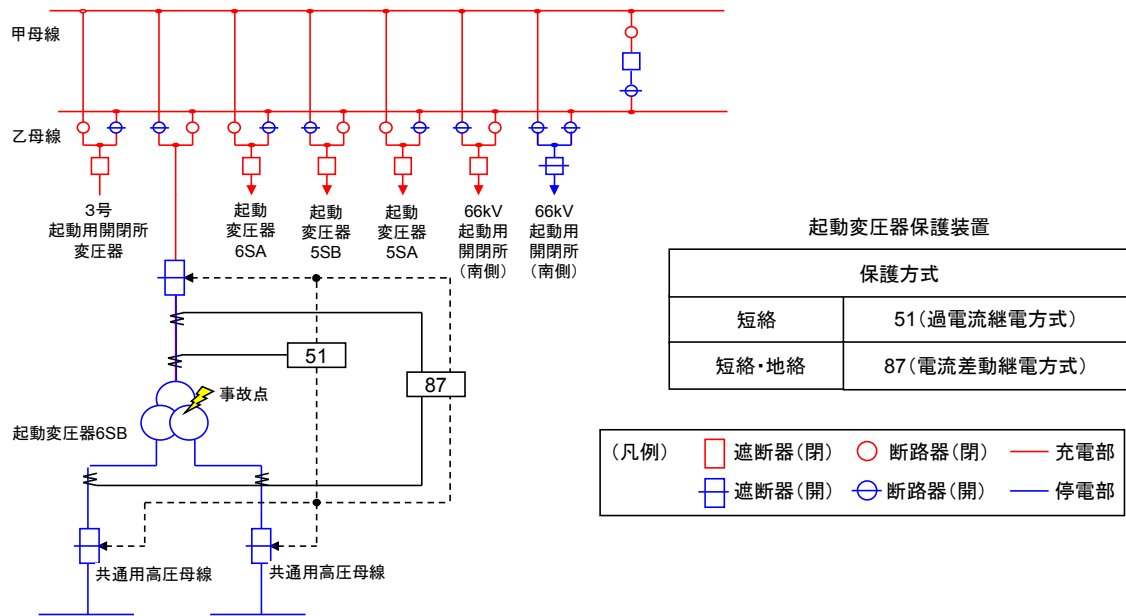 甲母線
乙母線
3号
起動用開閉所
変圧器
起動
変圧器
6SA
起動
変圧器
5SB
起動
変圧器
5SA
66kV
起動用
開閉所
(南側)
66kV
起動用
開閉所
(南側)
51
87
事故点
起動変圧器6SB
共通用高圧母線
共通用高圧母線
起動変圧器保護装置
保護方式
短絡 51(過電流継電方式)
短絡・地絡 87(電流差動継電方式)
(凡例) 遮断器(閉) 断路器(閉) 充電部
遮断器(開) 断路器(開) 停電部